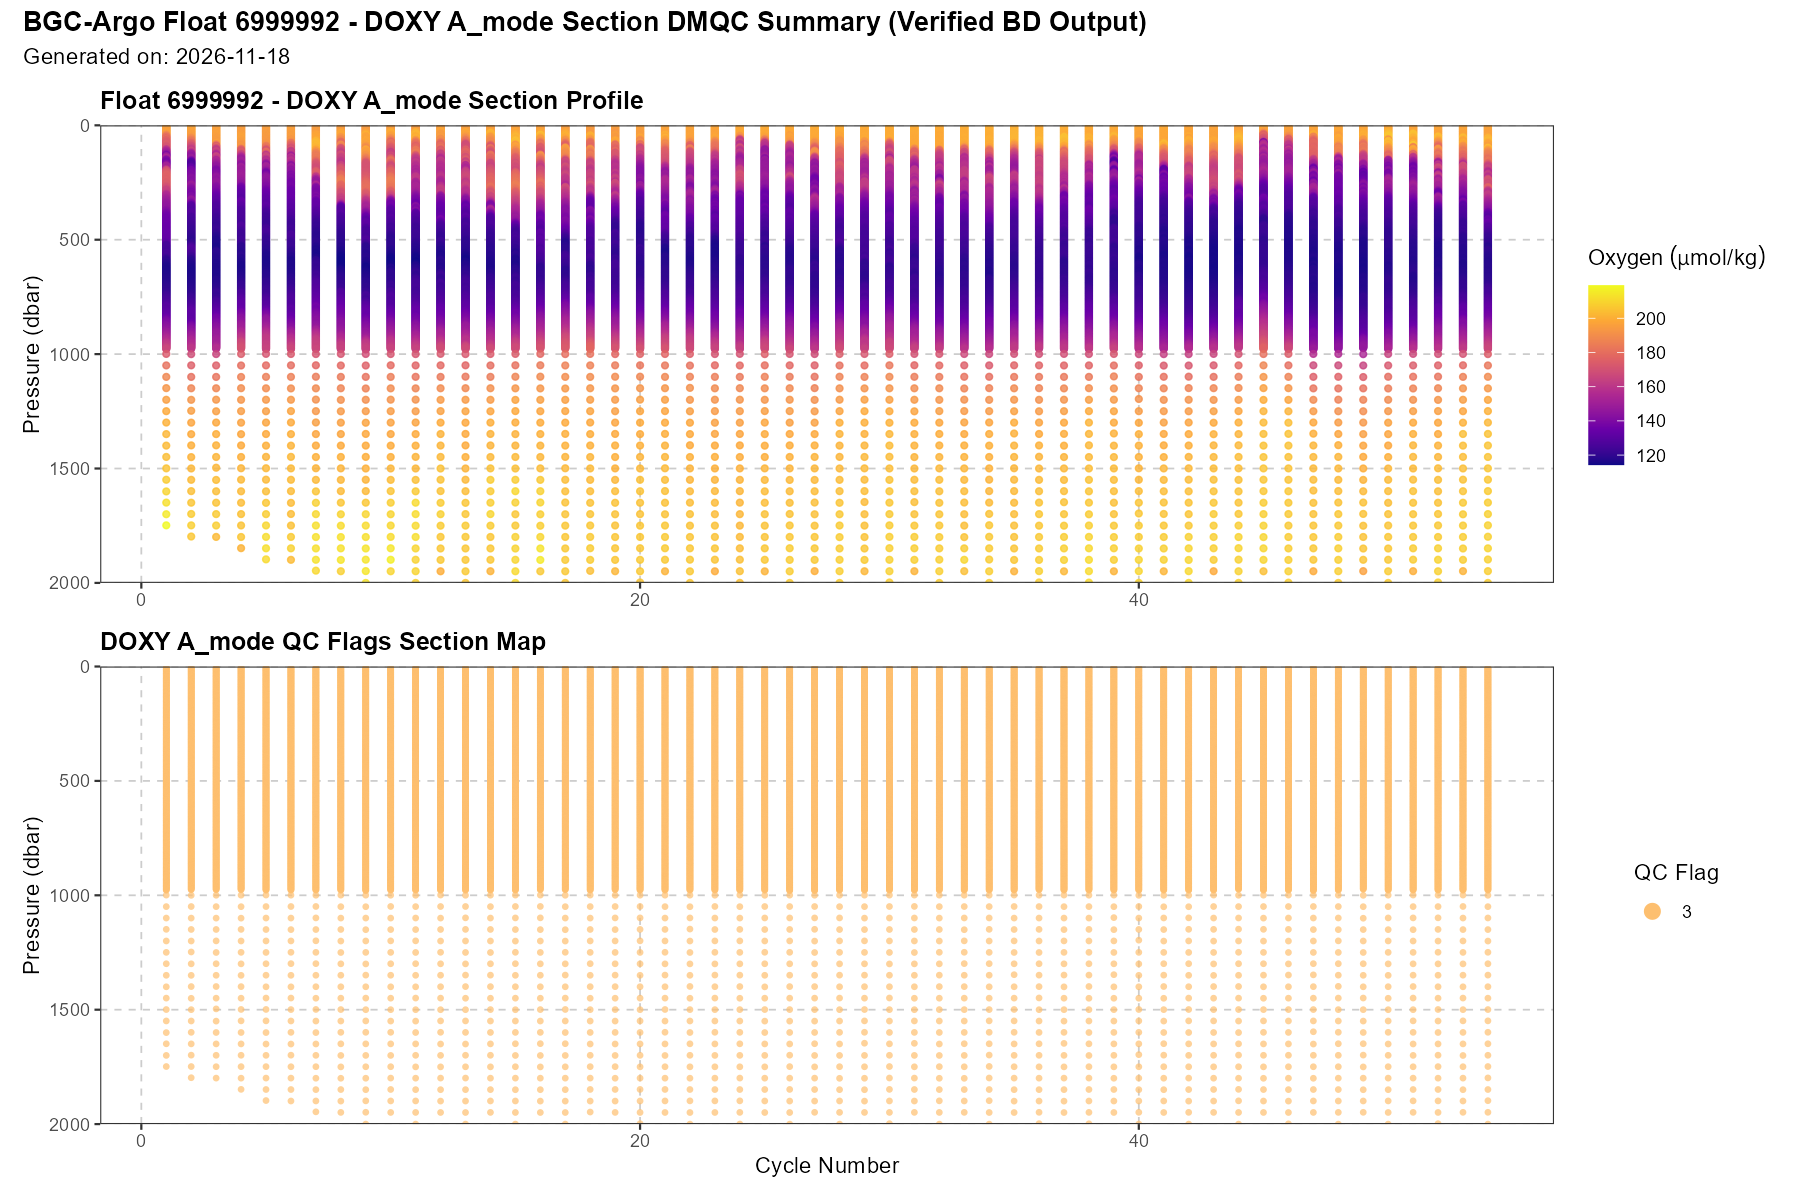 BGC-Argo Float 6999992 - DOXY A_mode Section DMQC Summary (Verified BD Output)
Generated on: 2026-11-18
Float 6999992 - DOXY A_mode Section Profile
Pressure (dbar)
0
500
1000
1500
2000
0
20
40
Oxygen (μmol/kg)
200
180
160
140
120
DOXY A_mode QC Flags Section Map
Pressure (dbar)
0
500
1000
1500
2000
0
20
40
Cycle Number
QC Flag
3